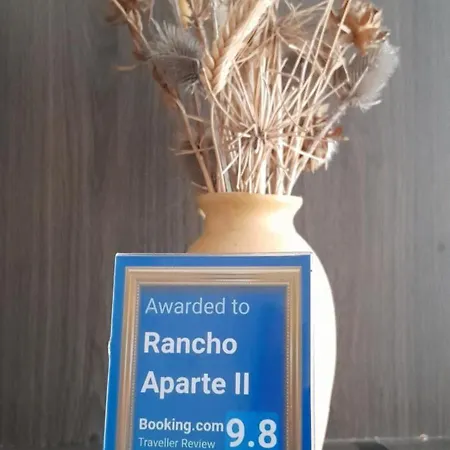 Awarded to
Rancho
Aparte II
Booking.com
Traveller Review
9.8